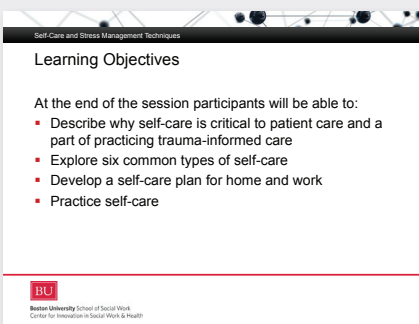 Self-Care and Stress Management Techniques
Learning Objectives
At the end of the session participants will be able to:
▪ Describe why self-care is critical to patient care and a
part of practicing trauma-informed care
▪ Explore six common types of self-care
▪ Develop a self-care plan for home and work
▪ Practice self-care
BU
Boston University School of Social Work
Center for Innovation in Social Work & Health